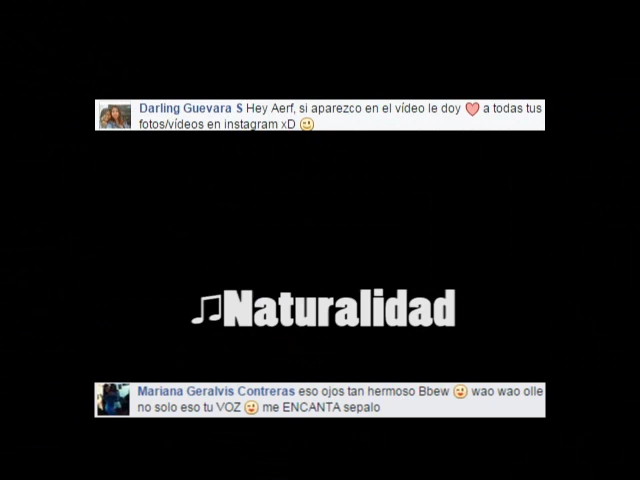 Darling Guevara S Hey Aerf, si aparezco en el vídeo le doy ❤ a todas tus
fotos/vídeos en instagram xD 😃
♫Naturalidad
Mariana Geralvis Contreras eso ojos tan hermoso Bbew 😉 wao wao olle
no solo eso tu VOZ 😉 me ENCANTA sepalo